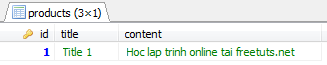 products (3×1)
id title content
1 Title 1 Hoc lap trinh online tai freetuts.net